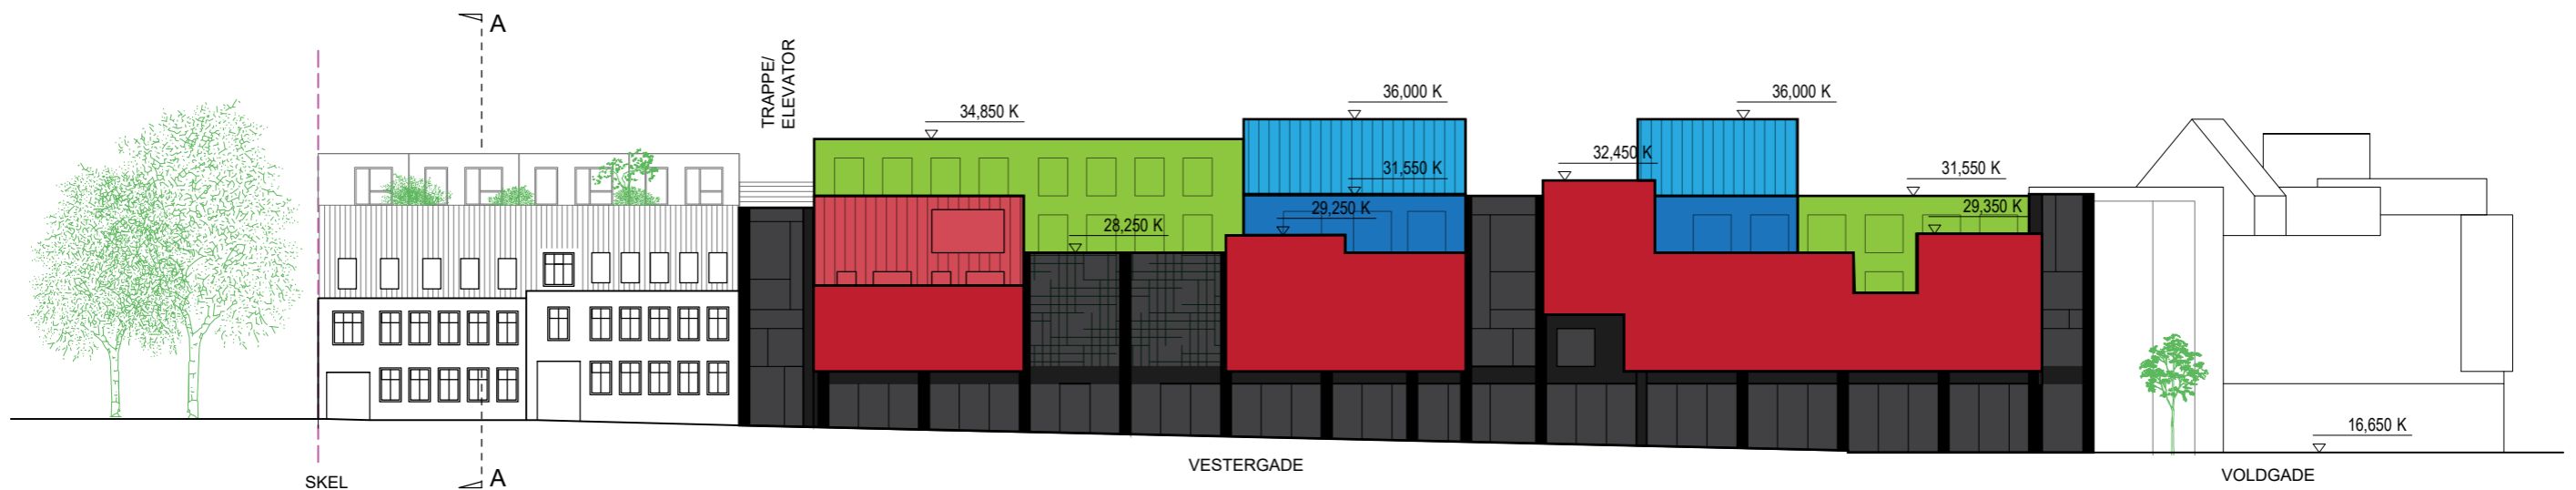 A
TRAPPE/
ELEVATOR
34,850 K
36,000 K
36,000 K
32,450 K
31,550 K
31,550 K
29,250 K
28,250 K
29,350 K
16,650 K
VESTERGADE
SKEL
A
VOLDGADE